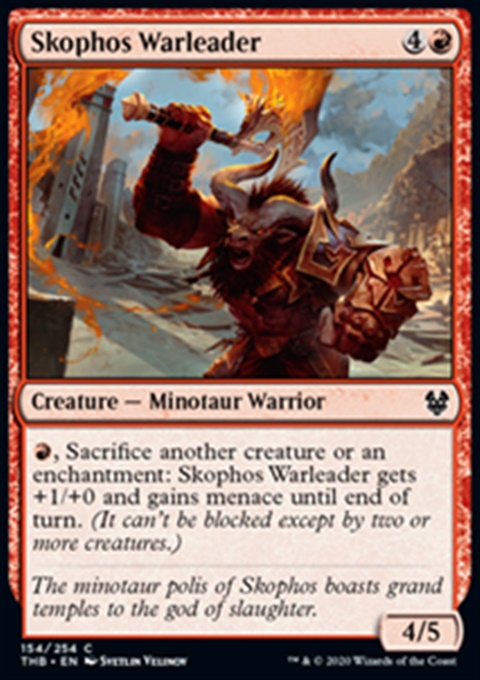 Skophos Warleader 4
Creature — Minotaur Warrior
, Sacrifice another creature or an
enchantment: Skophos Warleader gets
+1/+0 and gains menace until end of
turn. (It can't be blocked except by two or
more creatures.)
The minotaur polis of Skophos boasts grand
temples to the god of slaughter.
4/5
154/254 C
THB • EN Svetlin Velinov
™ & © 2020 Wizards of the Coast